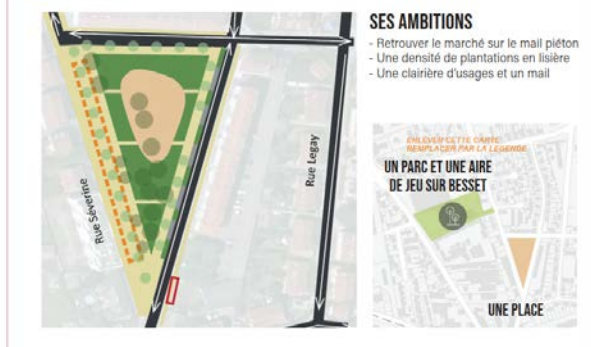 SES AMBITIONS
- Retrouver le marché sur le mail piéton
- Une densité de plantations en lisière
- Une clairière d'usages et un mail
Rue Séverine
Rue Legay
ENLEVER CETTE CARTE
REMPLACER PAR LA LEGENDE
UN PARC ET UNE AIRE
DE JEU SUR BESSET
UNE PLACE